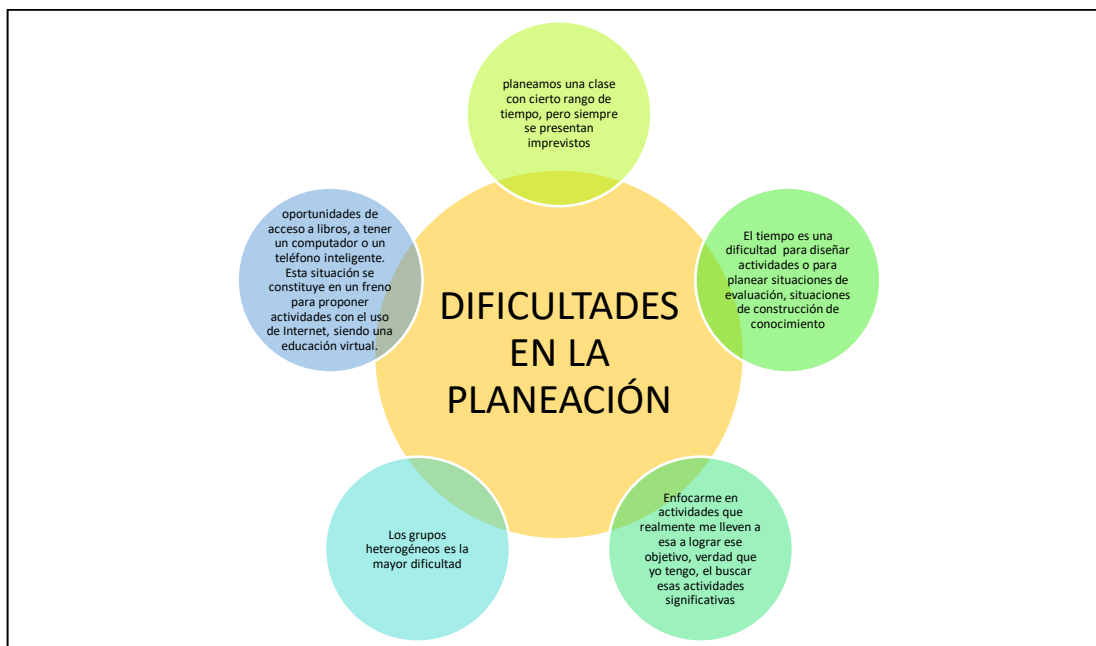 planeamos una clase
con cierto rango de
tiempo, pero siempre
se presentan
imprevistos
El tiempo es una
dificultad para diseñar
actividades o para
planear situaciones de
evaluación, situaciones
de construcción de
conocimiento
Enfocarme en
actividades que
realmente me lleven a
esa a lograr ese
objetivo, verdad que
yo tengo, el buscar
esas actividades
significativas
Los grupos
heterogéneos es la
mayor dificultad
oportunidades de
acceso a libros, a tener
un computador o un
teléfono inteligente.
Esta situación se
constituye en un freno
para proponer
actividades con el uso
de Internet, siendo una
educación virtual.
DIFICULTADES
EN LA
PLANEACIÓN